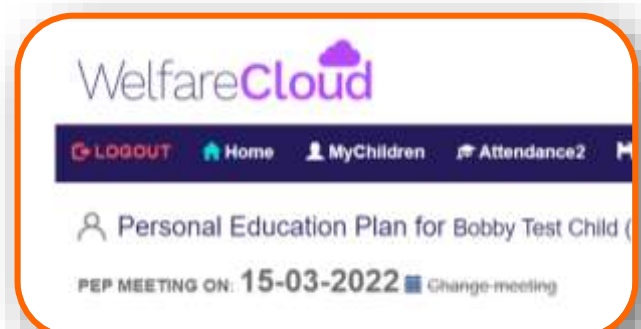 WelfareCloud
LOGOUT Home MyChildren Attendance2
Personal Education Plan for Bobby Test Child (
PEP MEETING ON: 15-03-2022 Change meeting